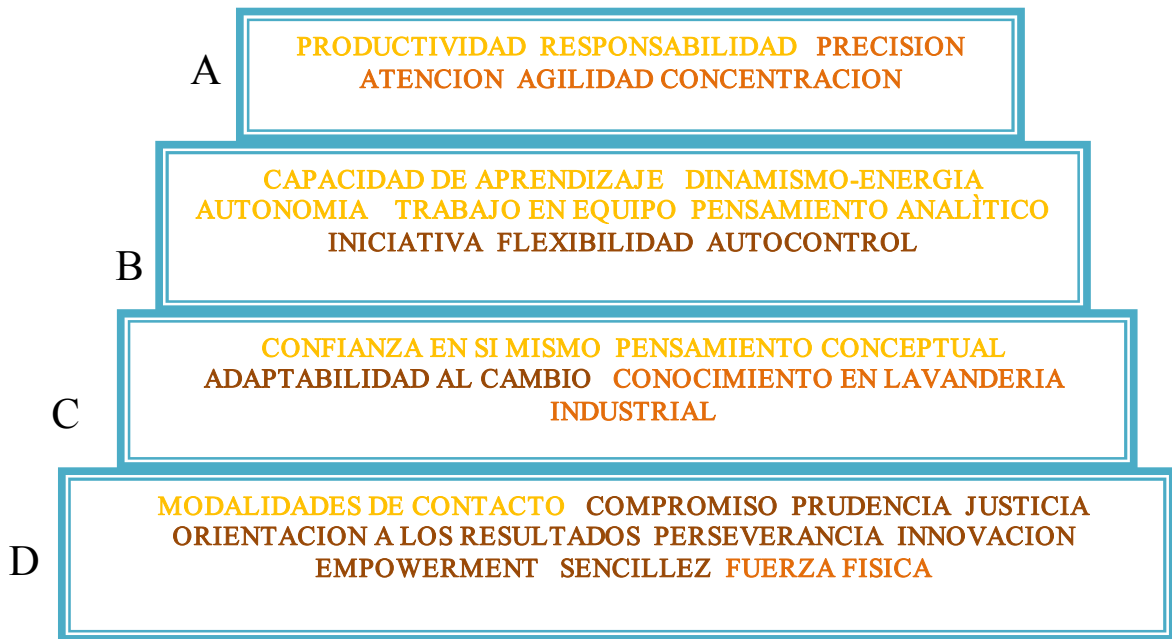 A
PRODUCTIVIDAD RESPONSABILIDAD PRECISION
ATENCION AGILIDAD CONCENTRACION
B
CAPACIDAD DE APRENDIZAJE DINAMISMO-ENERGIA
AUTONOMIA TRABAJO EN EQUIPO PENSAMIENTO ANALÌTICO
INICIATIVA FLEXIBILIDAD AUTOCONTROL
C
CONFIANZA EN SI MISMO PENSAMIENTO CONCEPTUAL
ADAPTABILIDAD AL CAMBIO CONOCIMIENTO EN LAVANDERIA
INDUSTRIAL
D
MODALIDADES DE CONTACTO COMPROMISO PRUDENCIA JUSTICIA
ORIENTACION A LOS RESULTADOS PERSEVERANCIA INNOVACION
EMPOWERMENT SENCILLEZ FUERZA FISICA